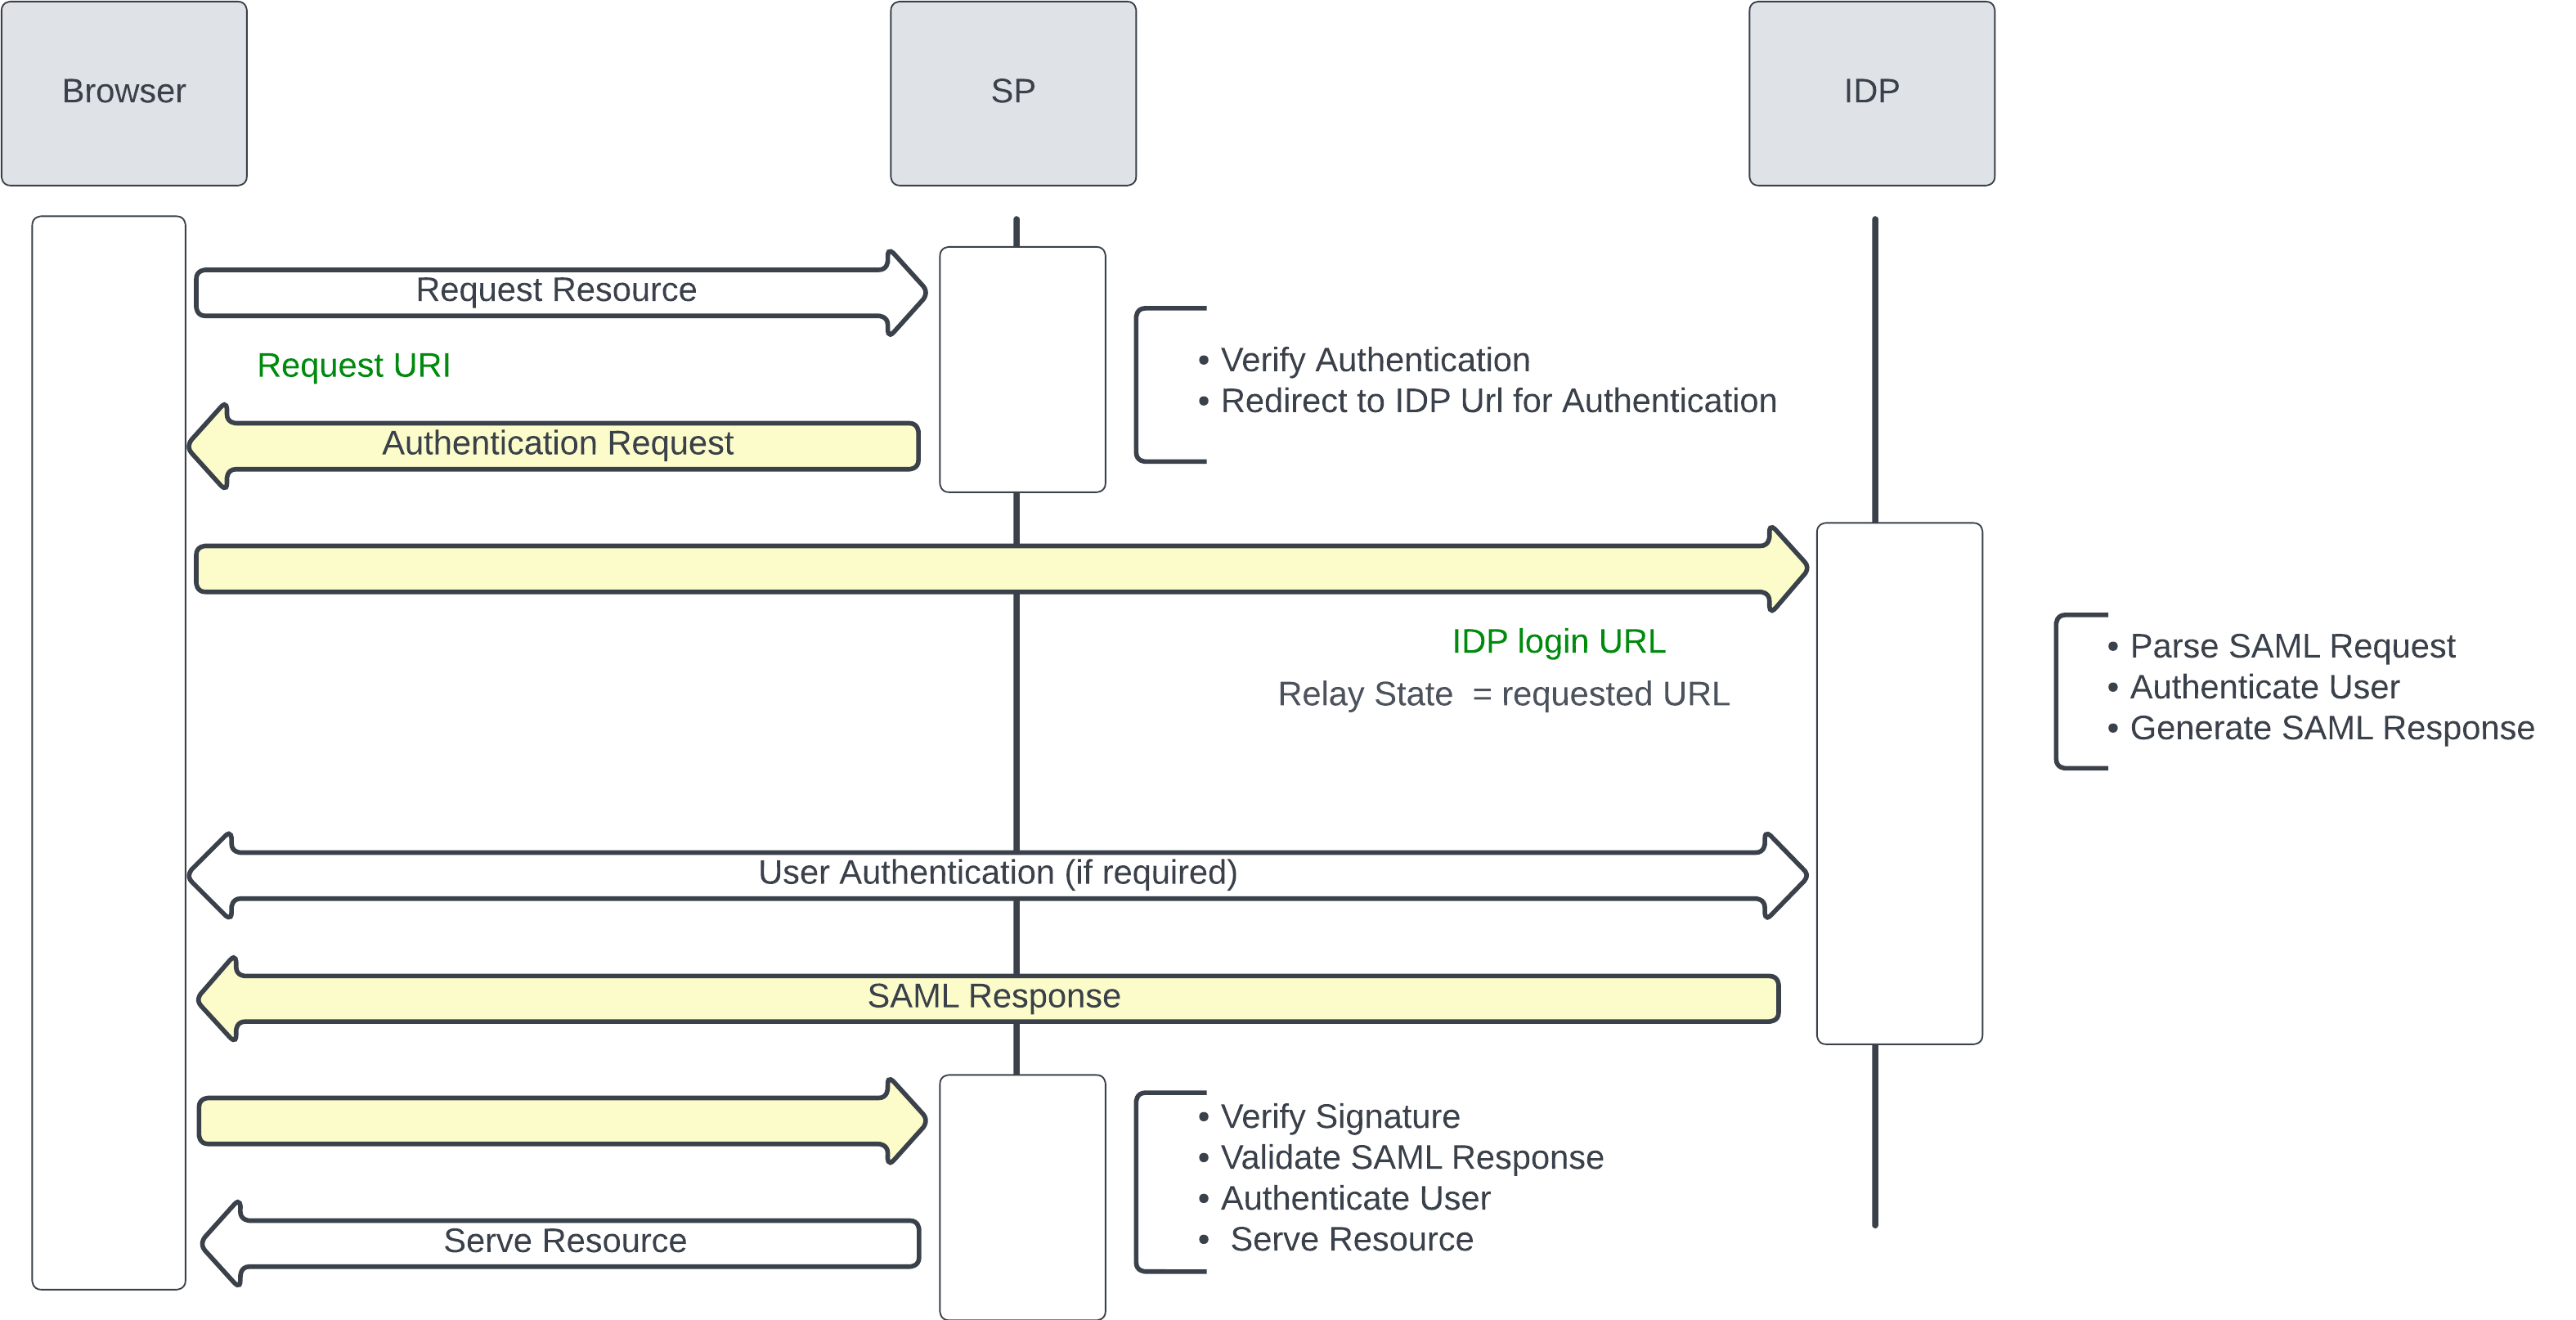 Browser
SP
IDP
Request Resource
Request URI
• Verify Authentication
• Redirect to IDP Url for Authentication
Authentication Request
IDP login URL
Relay State  = requested URL
• Parse SAML Request
• Authenticate User
• Generate SAML Response
User Authentication (if required)
SAML Response
• Verify Signature
• Validate SAML Response
• Authenticate User
•  Serve Resource
Serve Resource